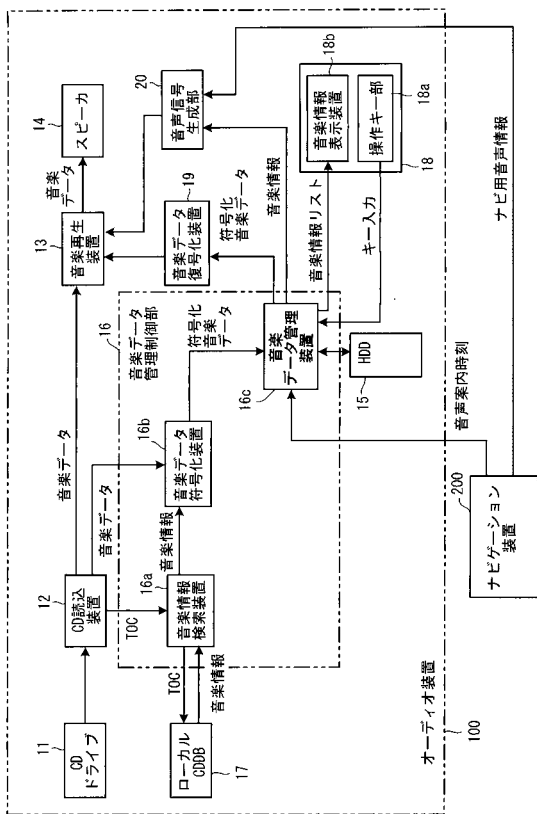 11
CD
ドライブ
12
CD読込
装置
音楽データ
音楽データ
TOC
13
音楽再生
装置
音楽データ
14
スピーカ
16
音楽データ
管理制御部
16a
音楽情報
検索装置
音楽情報
16b
音楽データ
符号化装置
符号化
音楽
データ
19
音楽データ
復号化装置
符号化
音楽データ
20
音声信号
生成部
音楽情報
TOC
音楽情報
ローカル
CDDB
17
16c
音楽
データ管理
装置
音楽情報リスト
キー入力
18b
音楽情報
表示装置
18a
操作キー部
18
HDD
15
音声案内時刻
200
ナビゲーション
装置
ナビ用音声情報
オーディオ装置
100